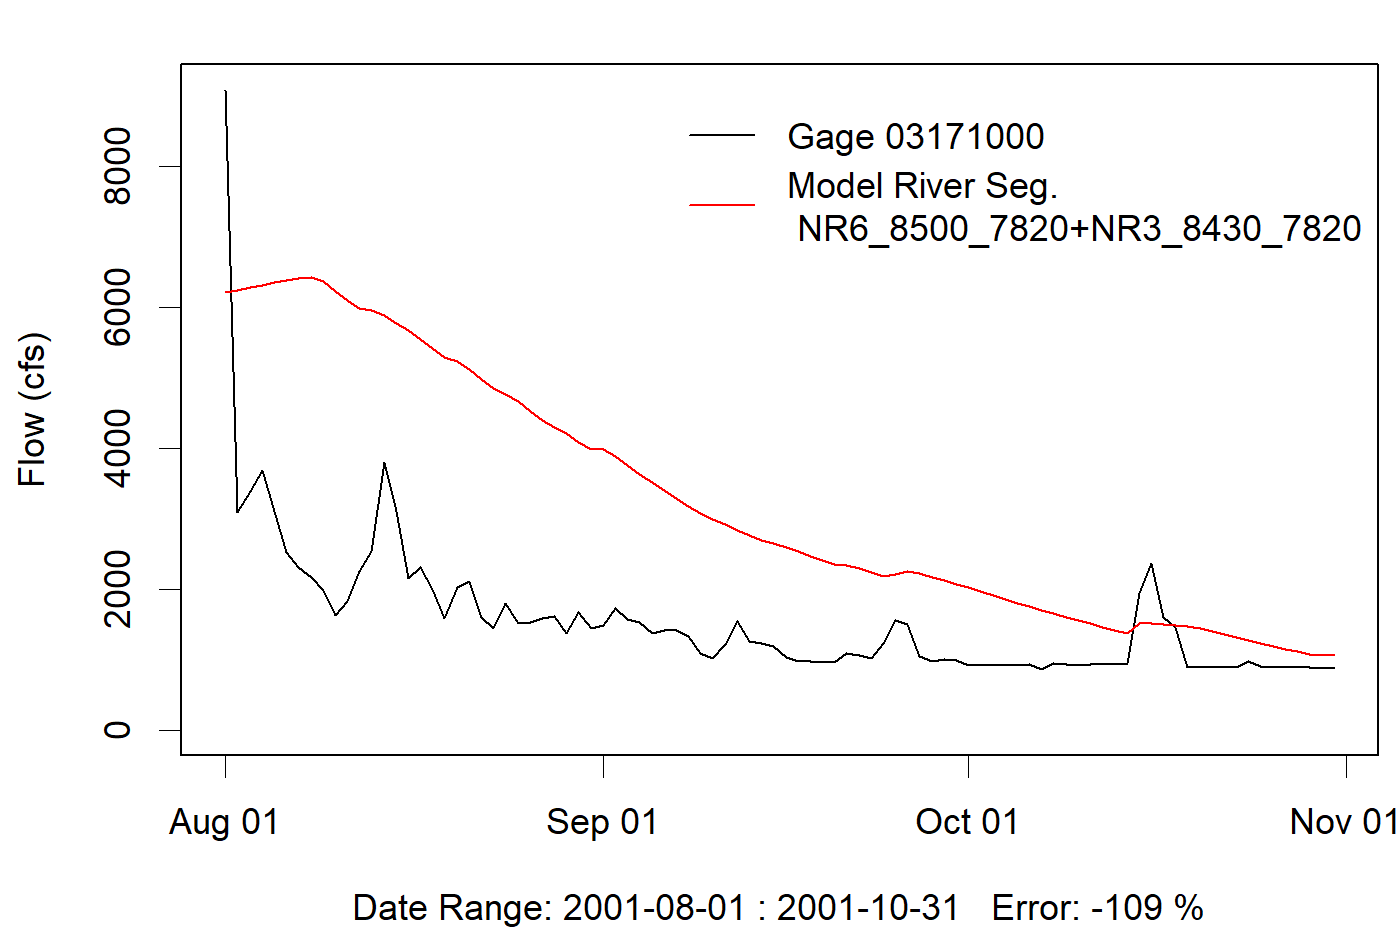 Gage 03171000
Model River Seg.
NR6_8500_7820+NR3_8430_7820
Flow (cfs)
8000
6000
4000
2000
0
Aug 01
Sep 01
Oct 01
Nov 01
Date Range: 2001-08-01 : 2001-10-31   Error: -109 %